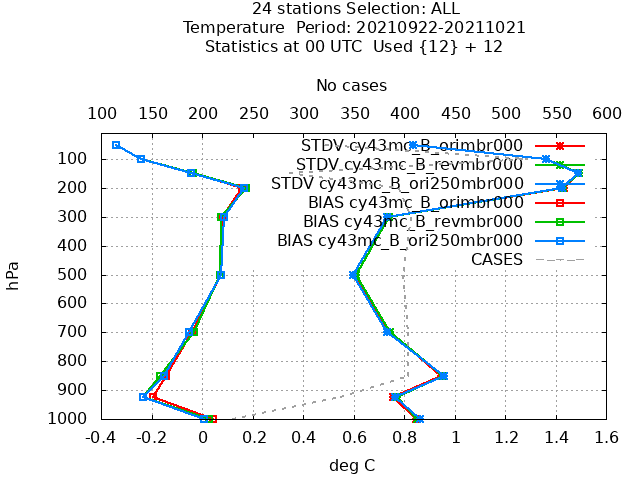 24 stations Selection: ALL
Temperature  Period: 20210922-20211021
Statistics at 00 UTC  Used {12} + 12
No cases
100 150 200 250 300 350 400 450 500 550 600
STDV cy43mc_B_orimbr000
100
STDV cy43mc_B_revmbr000
STDV cy43mc_B_ori250mbr000
200
BIAS cy43mc_B_orimbr000
300
BIAS cy43mc_B_revmbr000
BIAS cy43mc_B_ori250mbr000
400
CASES
hPa
500
600
700
800
900
1000
-0.4 -0.2 0 0.2 0.4 0.6 0.8 1 1.2 1.4 1.6
deg C